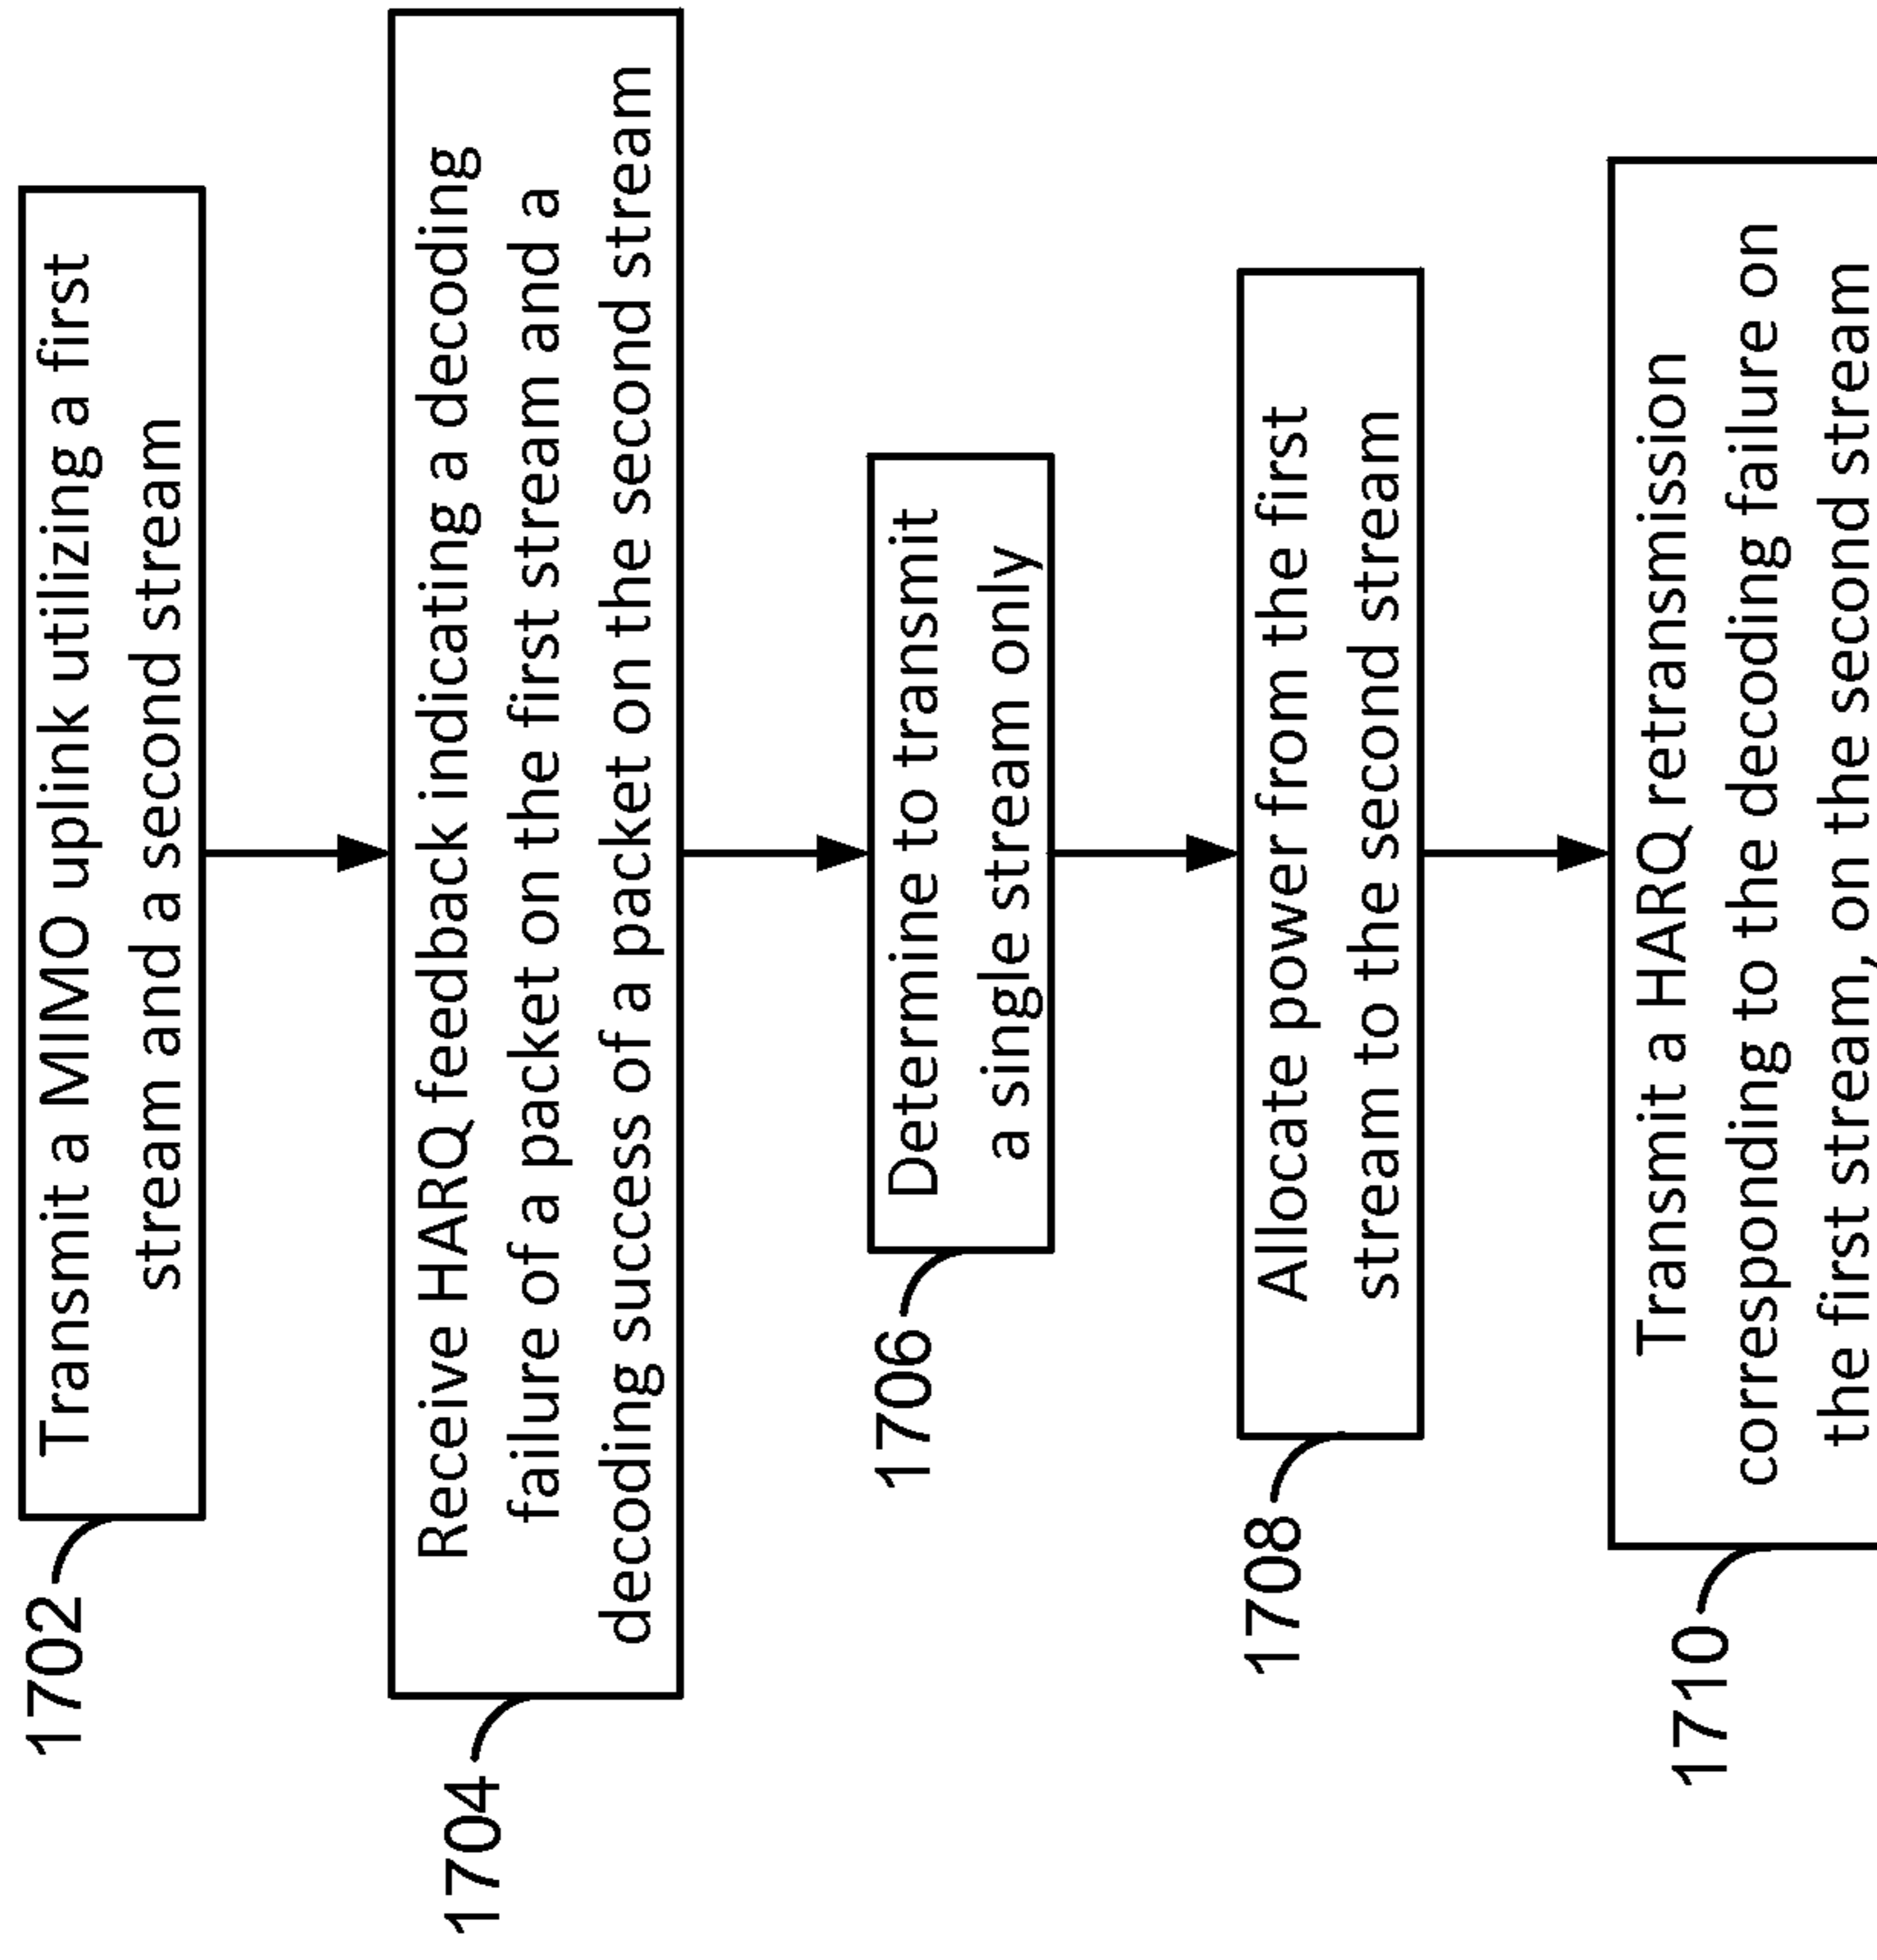 1702
Transmit a MIMO uplink utilizing a first
stream and a second stream
1704
Receive HARQ feedback indicating a decoding
failure of a packet on the first stream and a
decoding success of a packet on the second stream
1706
Determine to transmit
a single stream only
1708
Allocate power from the first
stream to the second stream
1710
Transmit a HARQ retransmission
corresponding to the decoding failure on
the first stream, on the second stream